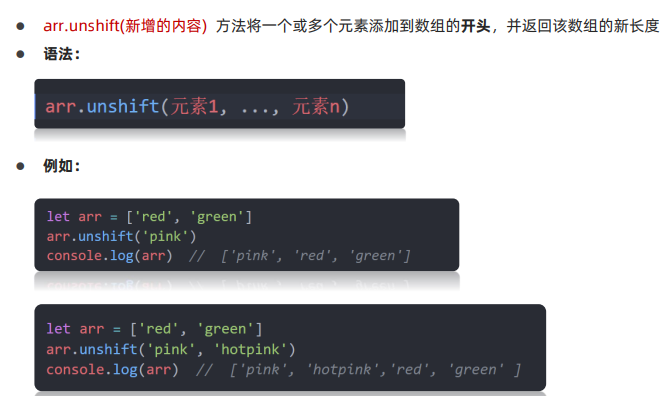 arr.unshift(新增的内容) 方法将一个或多个元素添加到数组的开头，并返回该数组的新长度
语法：
arr.unshift(元素1, ..., 元素n)
例如：
let arr = ['red', 'green']
arr.unshift('pink')
console.log(arr) // ['pink', 'red', 'green']
let arr = ['red', 'green']
arr.unshift('pink', 'hotpink')
console.log(arr) // ['pink', 'hotpink','red', 'green' ]